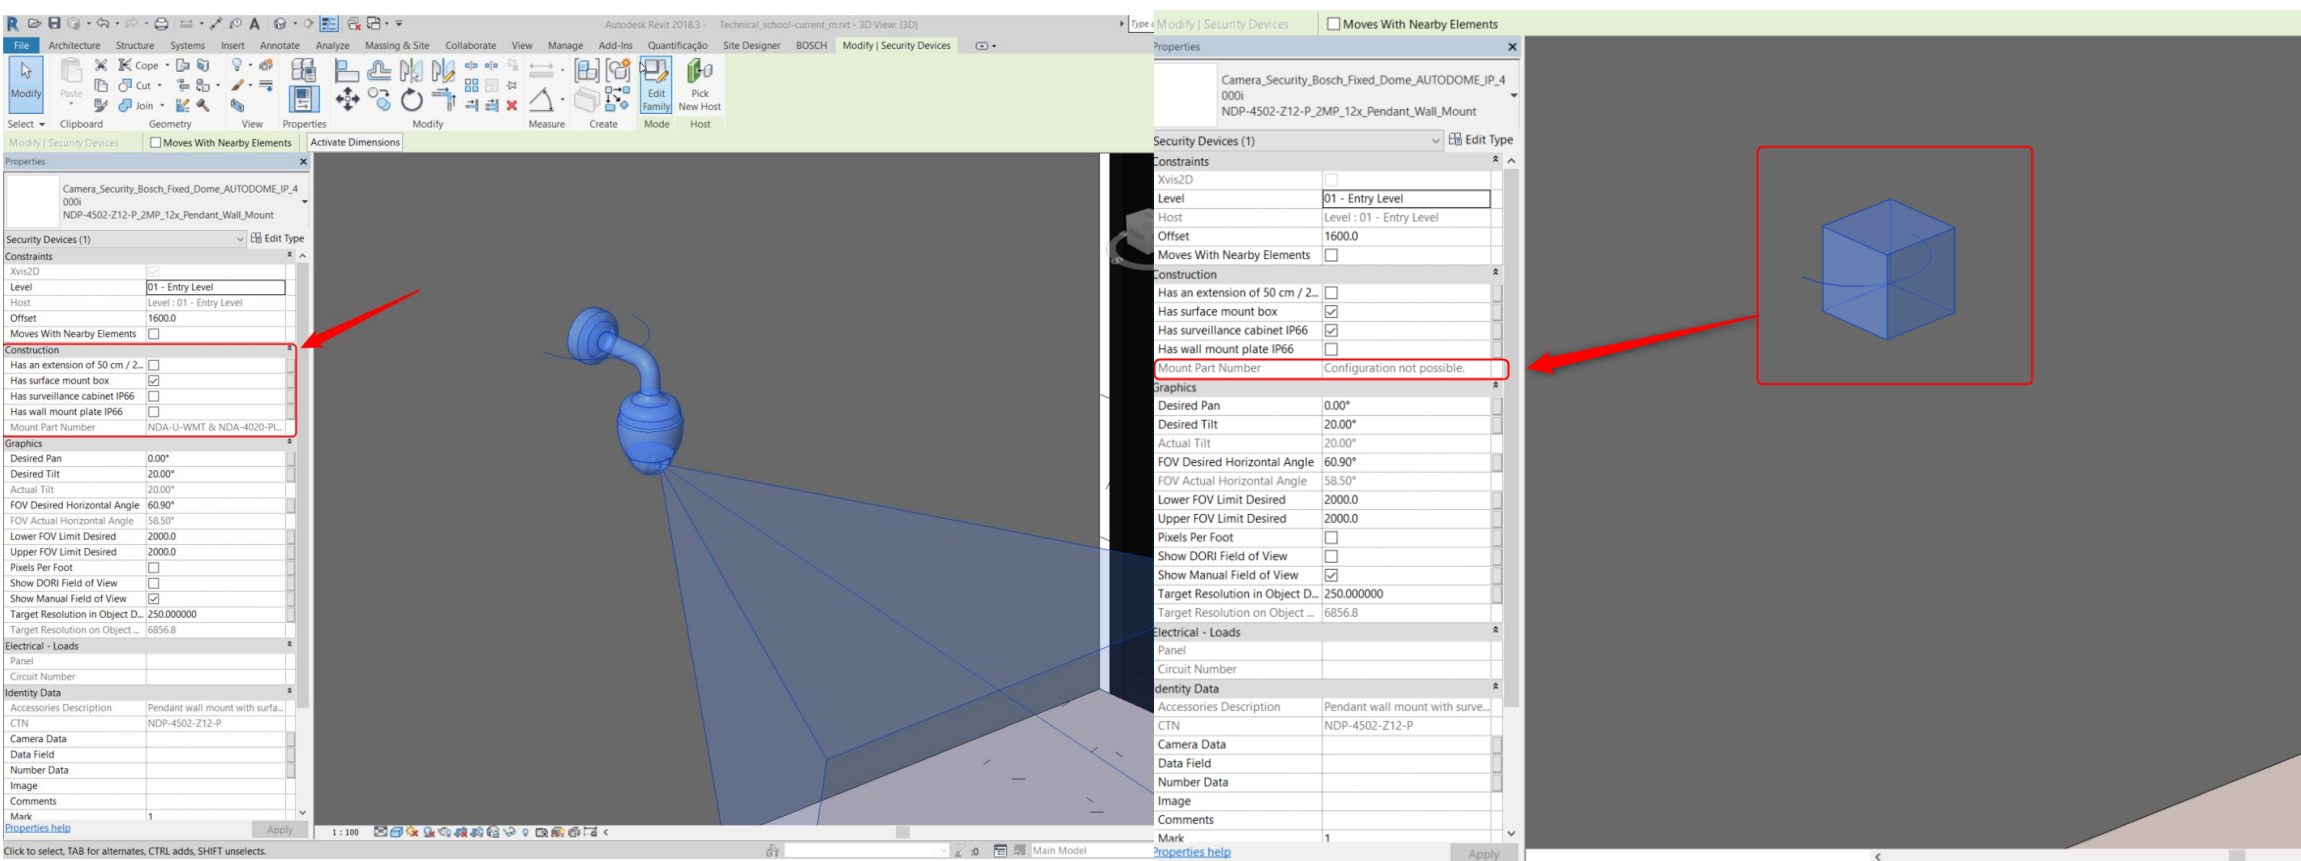 Autodesk Revit 2018.3 - Technical_school-current_m.rvt - 3D View: {3D}
File Architecture Structure Systems Insert Annotate Analyze Massing & Site Collaborate View Manage Add-Ins Quantificação Site Designer BOSCH Modify | Security Devices
Cope
Cut
Join
Modify
Paste
Edit
Family
Pick
New Host
Select Clipboard Geometry View Properties Modify Measure Create Mode Host
Modify | Security Devices Moves With Nearby Elements Activate Dimensions
Properties
Camera_Security_Bosch_Fixed_Dome_AUTODOME_IP_4
000i
NDP-4502-Z12-P_2MP_12x_Pendant_Wall_Mount
Security Devices (1) Edit Type
Constraints
Xvis2D
Level 01 - Entry Level
Host Level : 01 - Entry Level
Offset 1600.0
Moves With Nearby Elements
Construction
Has an extension of 50 cm / 2...
Has surface mount box
Has surveillance cabinet IP66
Has wall mount plate IP66
Mount Part Number NDA-U-WMT & NDA-4020-Pl...
Graphics
Desired Pan 0.00°
Desired Tilt 20.00°
Actual Tilt 20.00°
FOV Desired Horizontal Angle 60.90°
FOV Actual Horizontal Angle 58.50°
Lower FOV Limit Desired 2000.0
Upper FOV Limit Desired 2000.0
Pixels Per Foot
Show DORI Field of View
Show Manual Field of View
Target Resolution in Object D... 250.000000
Target Resolution on Object ... 6856.8
Electrical - Loads
Panel
Circuit Number
Identity Data
Accessories Description Pendant wall mount with surfa...
CTN NDP-4502-Z12-P
Camera Data
Data Field
Number Data
Image
Comments
Mark 1
Properties help Apply
1 : 100
Click to select, TAB for alternates, CTRL adds, SHIFT unselects.
:0 Main Model
Type
Modify | Security Devices Moves With Nearby Elements
Properties
Camera_Security_Bosch_Fixed_Dome_AUTODOME_IP_4
000i
NDP-4502-Z12-P_2MP_12x_Pendant_Wall_Mount
Security Devices (1) Edit Type
Constraints
Xvis2D
Level 01 - Entry Level
Host Level : 01 - Entry Level
Offset 1600.0
Moves With Nearby Elements
Construction
Has an extension of 50 cm / 2...
Has surface mount box
Has surveillance cabinet IP66
Has wall mount plate IP66
Mount Part Number Configuration not possible.
Graphics
Desired Pan 0.00°
Desired Tilt 20.00°
Actual Tilt 20.00°
FOV Desired Horizontal Angle 60.90°
FOV Actual Horizontal Angle 58.50°
Lower FOV Limit Desired 2000.0
Upper FOV Limit Desired 2000.0
Pixels Per Foot
Show DORI Field of View
Show Manual Field of View
Target Resolution in Object D... 250.000000
Target Resolution on Object ... 6856.8
Electrical - Loads
Panel
Circuit Number
Identity Data
Accessories Description Pendant wall mount with surve...
CTN NDP-4502-Z12-P
Camera Data
Data Field
Number Data
Image
Comments
Mark 1
Properties help Apply